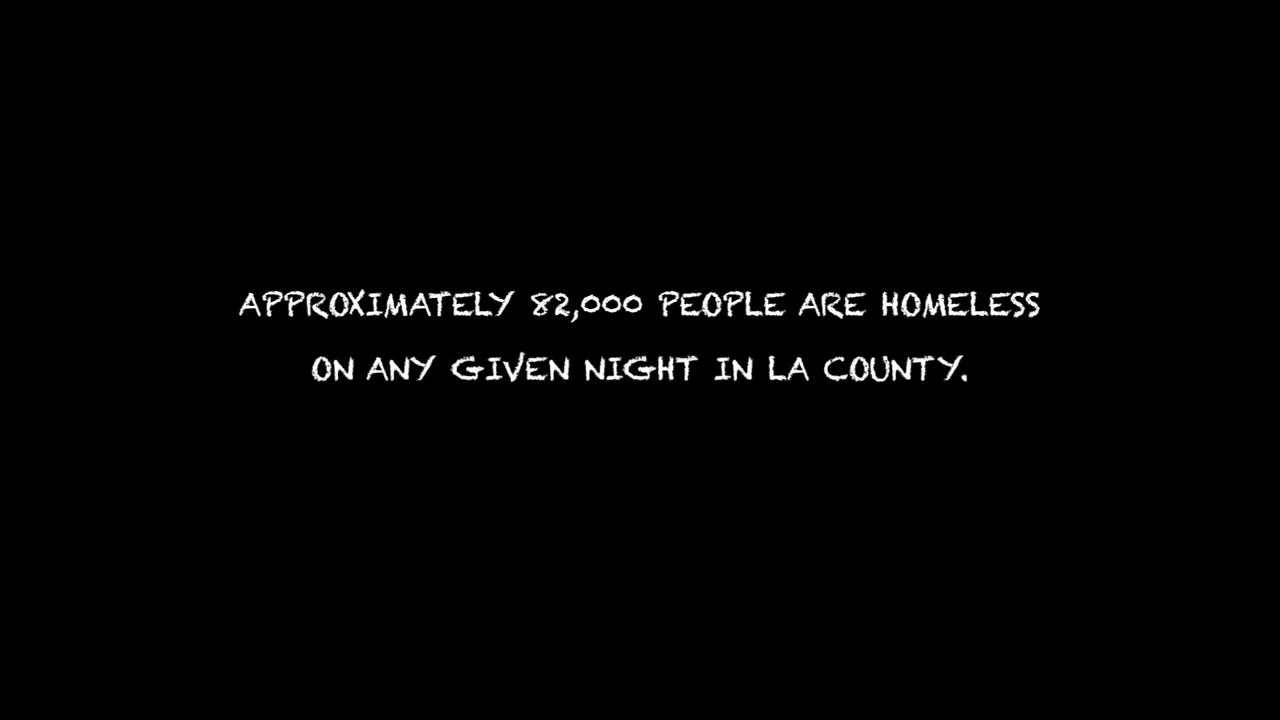 APPROXIMATELY 82,000 PEOPLE ARE HOMELESS
ON ANY GIVEN NIGHT IN LA COUNTY.